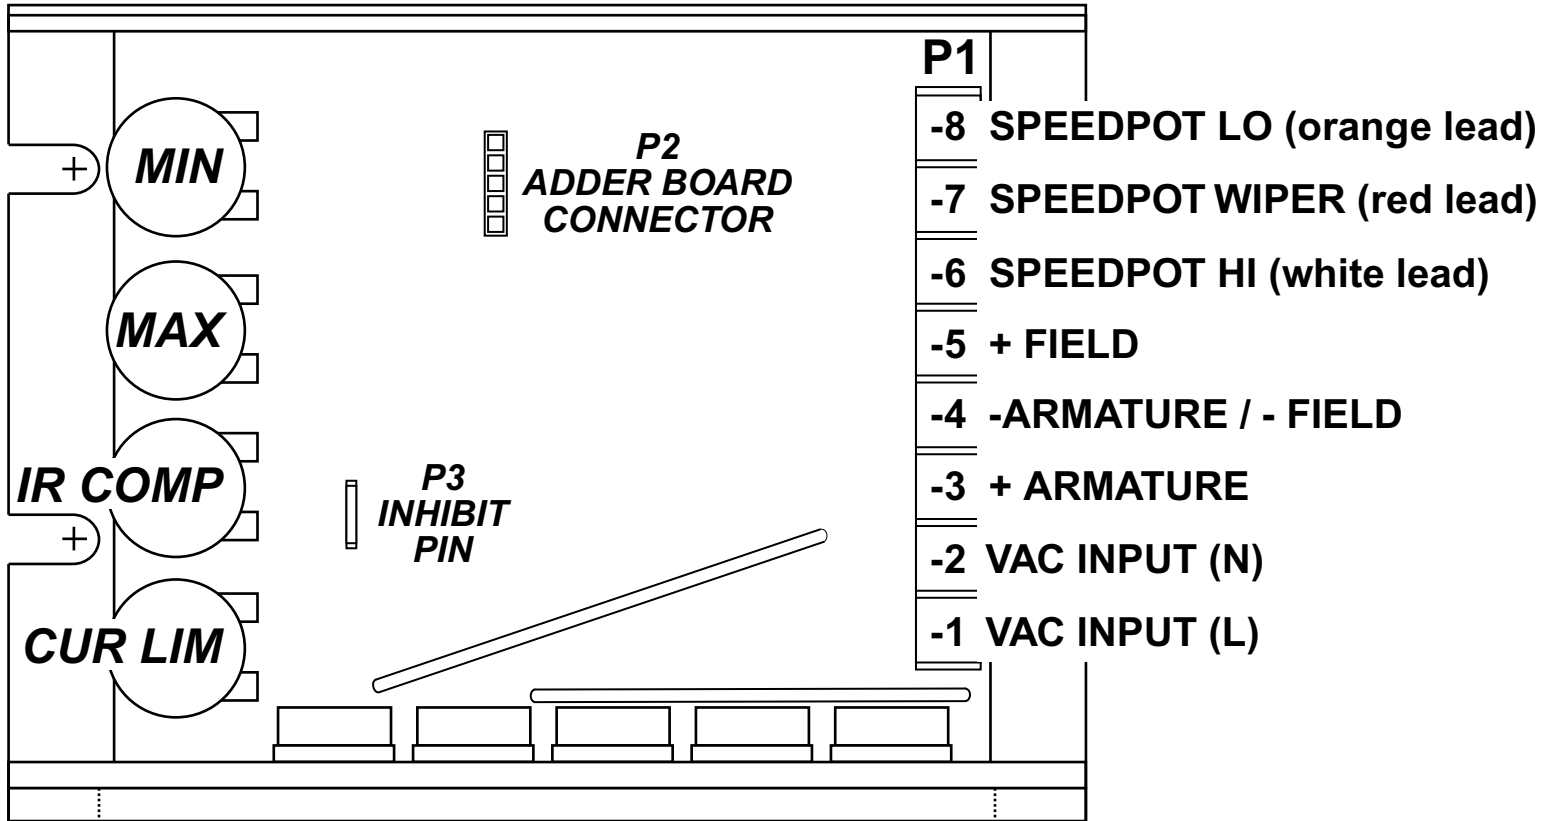 P1
-8 SPEEDPOT LO (orange lead)
MIN
P2
ADDER BOARD
CONNECTOR
-7 SPEEDPOT WIPER (red lead)
-6 SPEEDPOT HI (white lead)
MAX
-5 + FIELD
-4 -ARMATURE / - FIELD
IR COMP
P3
INHIBIT
PIN
-3 + ARMATURE
-2 VAC INPUT (N)
CUR LIM
-1 VAC INPUT (L)